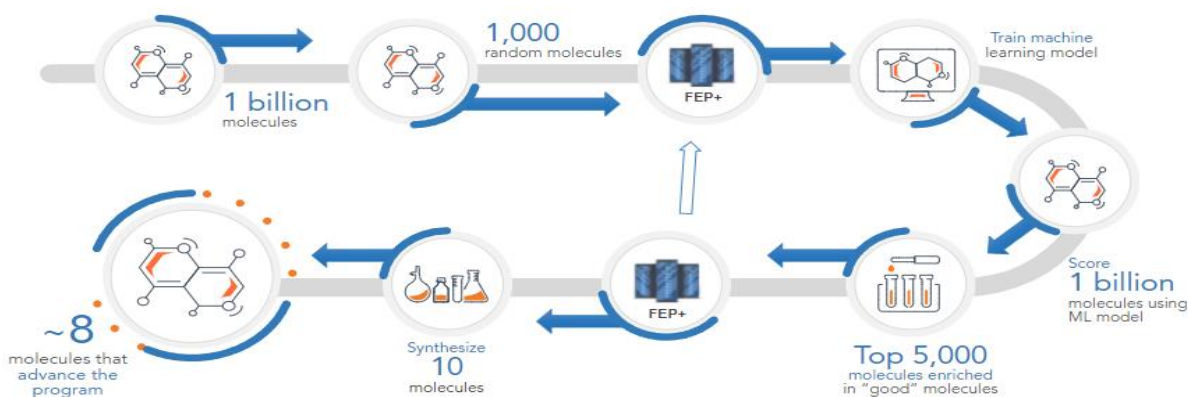 1 billion
molecules
1,000
random molecules
FEP+
Train machine
learning model
Score
1 billion
molecules using
ML model
Top 5,000
molecules enriched
in “good” molecules
FEP+
Synthesize
10
molecules
~8
molecules that
advance the
program